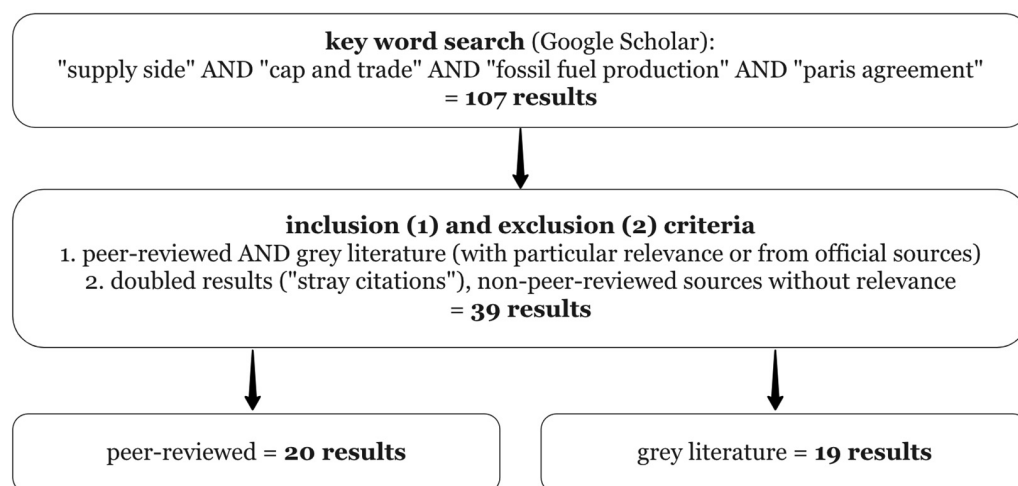 key word search (Google Scholar):
"supply side" AND "cap and trade" AND "fossil fuel production" AND "paris agreement"
= 107 results
inclusion (1) and exclusion (2) criteria
1. peer-reviewed AND grey literature (with particular relevance or from official sources)
2. doubled results ("stray citations"), non-peer-reviewed sources without relevance
= 39 results
peer-reviewed = 20 results
grey literature = 19 results